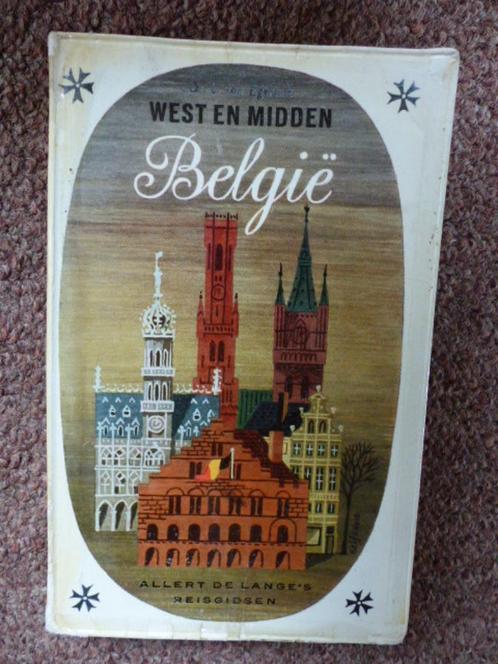 WEST EN MIDDEN
België
ALLERT DE LANGE'S
REISGIDSEN